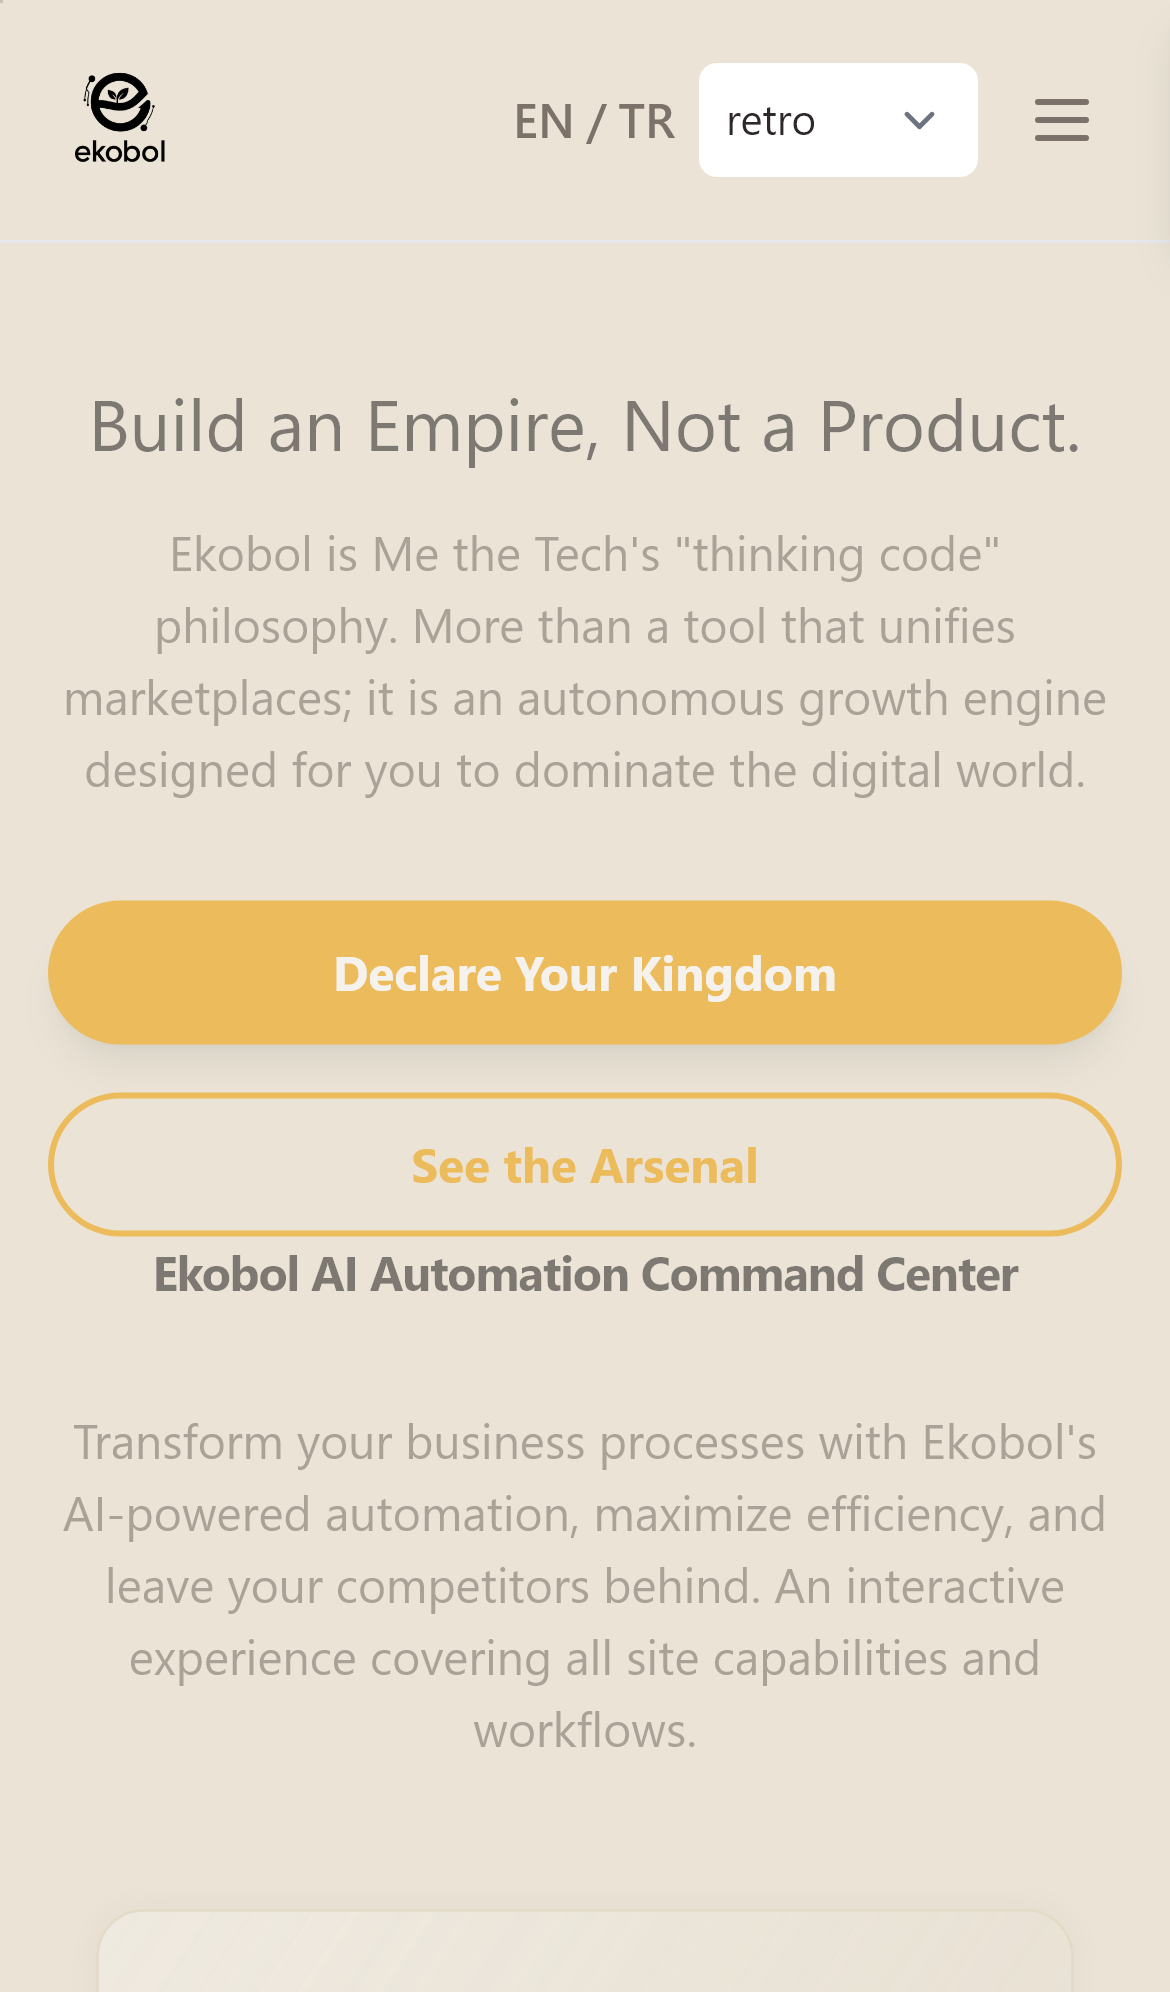 ekobol
EN / TR
retro
Build an Empire, Not a Product.
Ekobol is Me the Tech's "thinking code"
philosophy. More than a tool that unifies
marketplaces; it is an autonomous growth engine
designed for you to dominate the digital world.
Declare Your Kingdom
See the Arsenal
Ekobol AI Automation Command Center
Transform your business processes with Ekobol's
AI-powered automation, maximize efficiency, and
leave your competitors behind. An interactive
experience covering all site capabilities and
workflows.